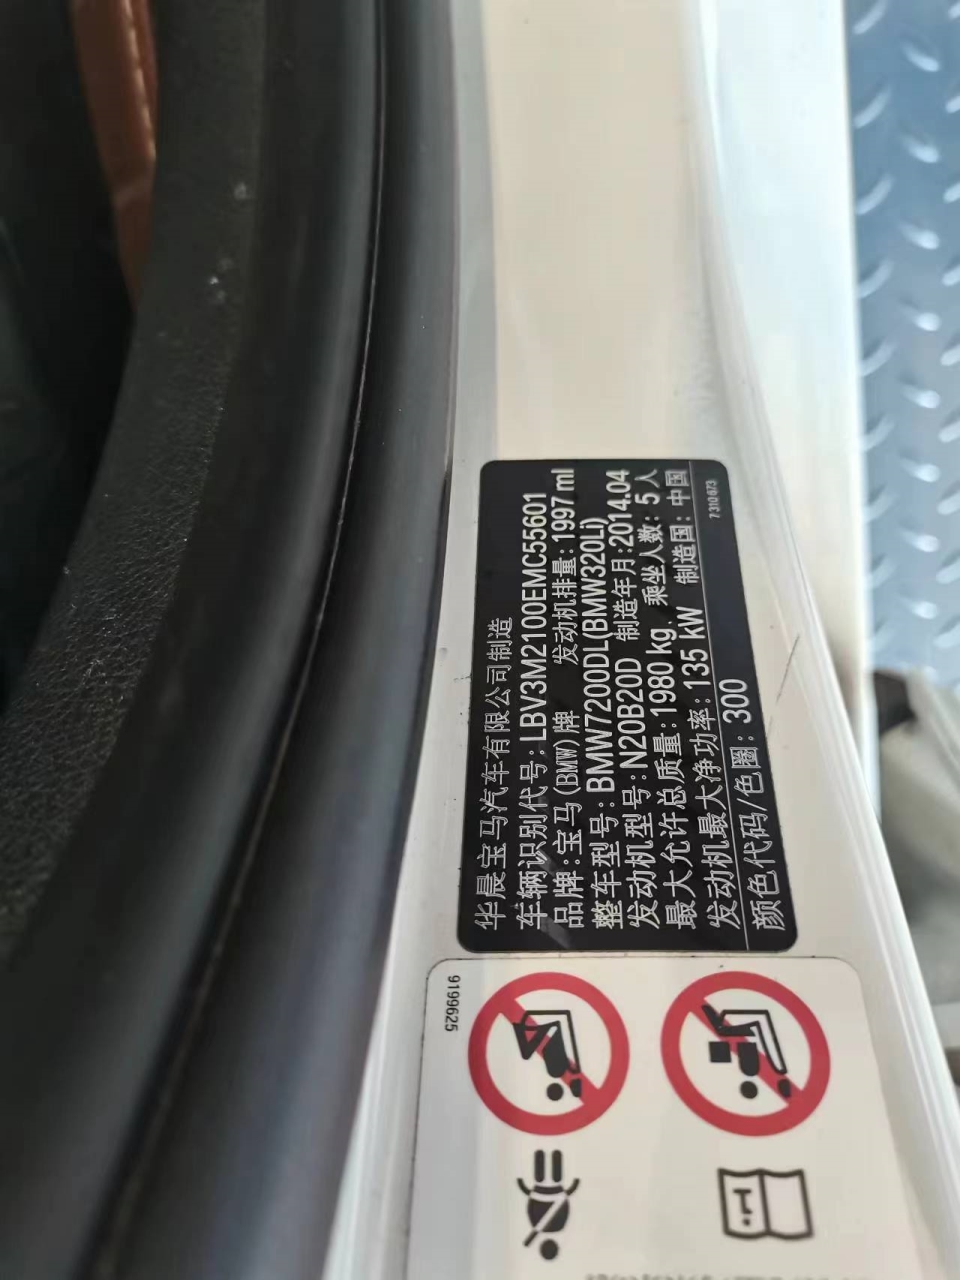 华晨宝马汽车有限公司制造
车辆识别代号: LBV3M2100EMC55601
品牌: 宝马(BMW)牌 发动机排量: 1997 ml
整车型号: BMW7200DL(BMW320Li)
发动机型号: N20B20D 制造年月:2014.04
最大允许总质量: 1980 kg 乘坐人数: 5 人
发动机最大净功率: 135 kW 制造国: 中国
颜色代码/色圈: 300
7310673
9199625